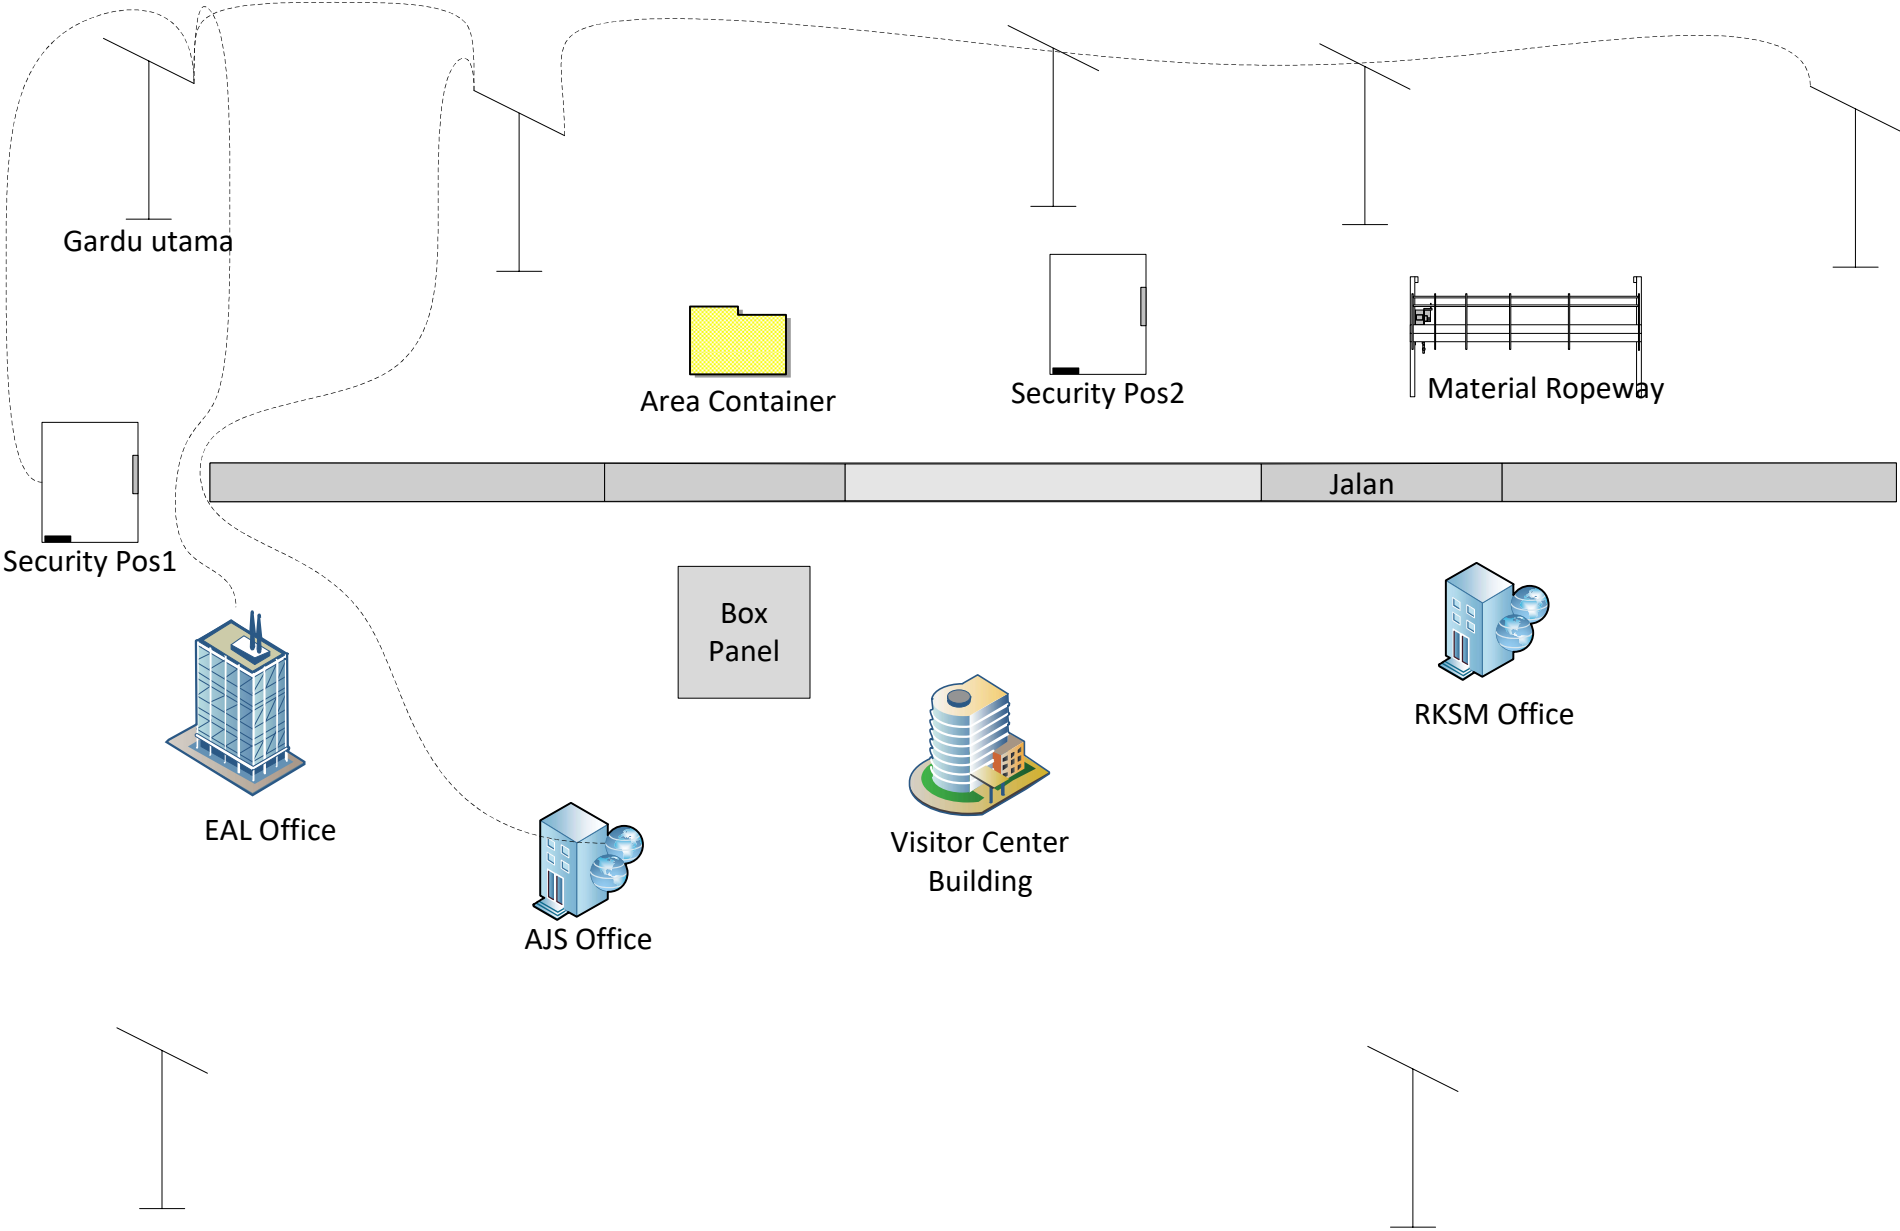 Gardu utama
Area Container
Security Pos2
Material Ropeway
Jalan
Security Pos1
Box
Panel
RKSM Office
EAL Office
Visitor Center
Building
AJS Office